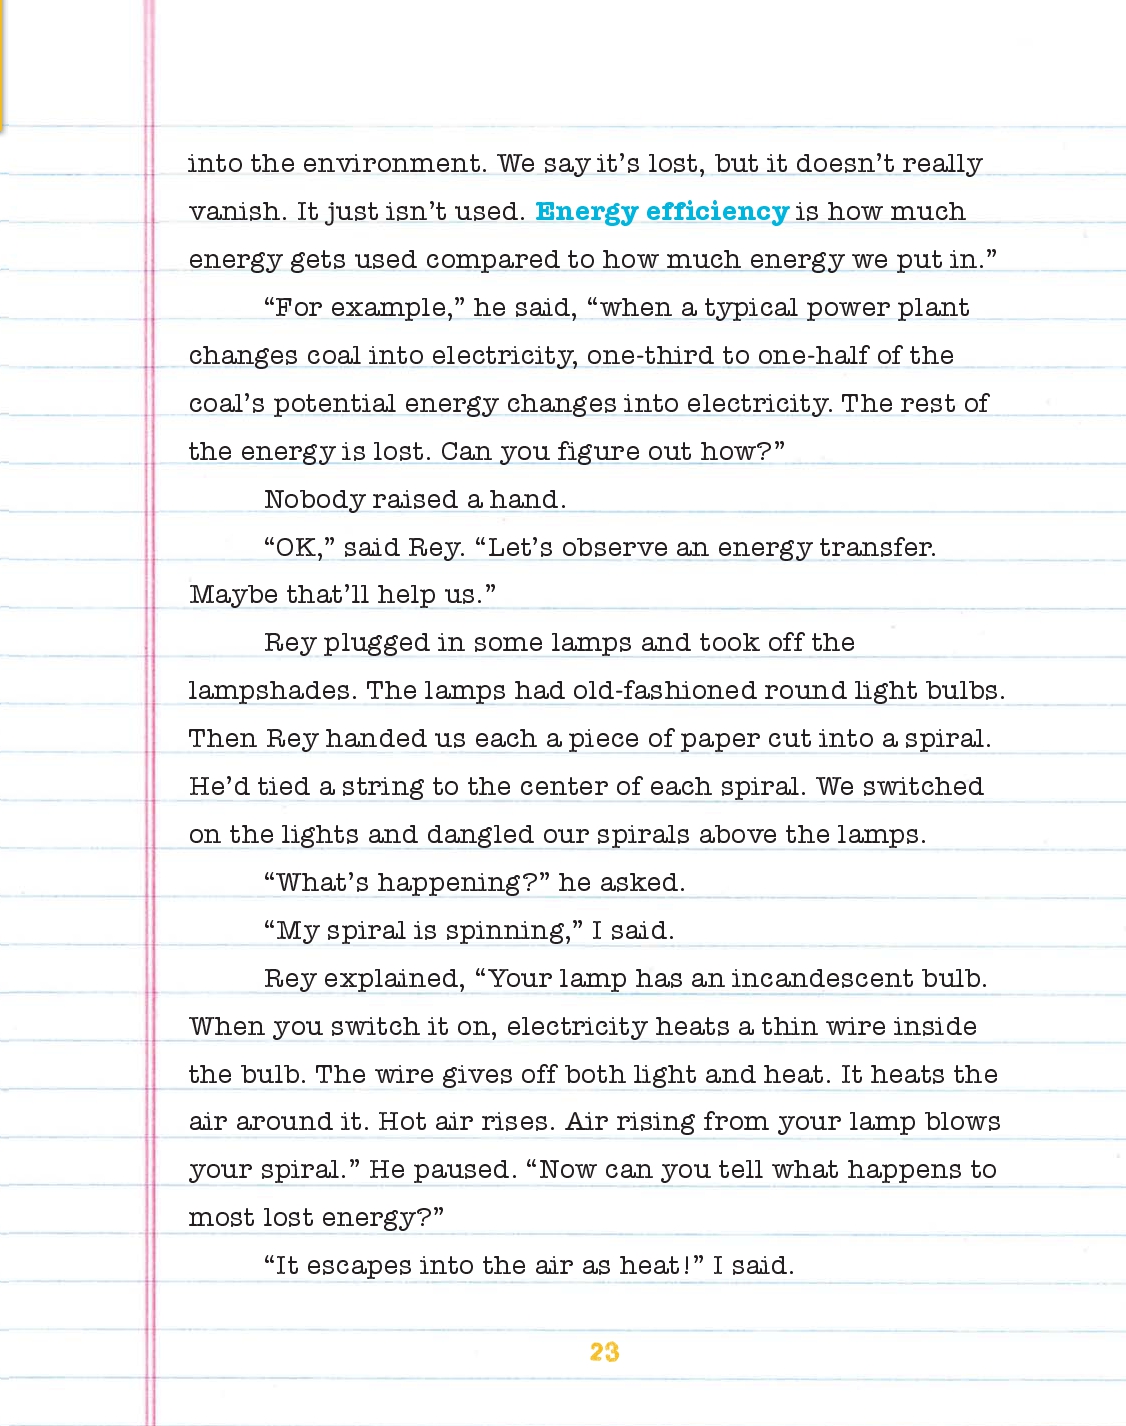 into the environment. We say it’s lost, but it doesn’t really
vanish. It just isn’t used. Energy efficiency is how much
energy gets used compared to how much energy we put in.”
“For example,” he said, “when a typical power plant
changes coal into electricity, one-third to one-half of the
coal’s potential energy changes into electricity. The rest of
the energy is lost. Can you figure out how?”
Nobody raised a hand.
“OK,” said Rey. “Let’s observe an energy transfer.
Maybe that’ll help us.”
Rey plugged in some lamps and took off the
lampshades. The lamps had old-fashioned round light bulbs.
Then Rey handed us each a piece of paper cut into a spiral.
He’d tied a string to the center of each spiral. We switched
on the lights and dangled our spirals above the lamps.
“What’s happening?” he asked.
“My spiral is spinning,” I said.
Rey explained, “Your lamp has an incandescent bulb.
When you switch it on, electricity heats a thin wire inside
the bulb. The wire gives off both light and heat. It heats the
air around it. Hot air rises. Air rising from your lamp blows
your spiral.” He paused. “Now can you tell what happens to
most lost energy?”
“It escapes into the air as heat!” I said.
23